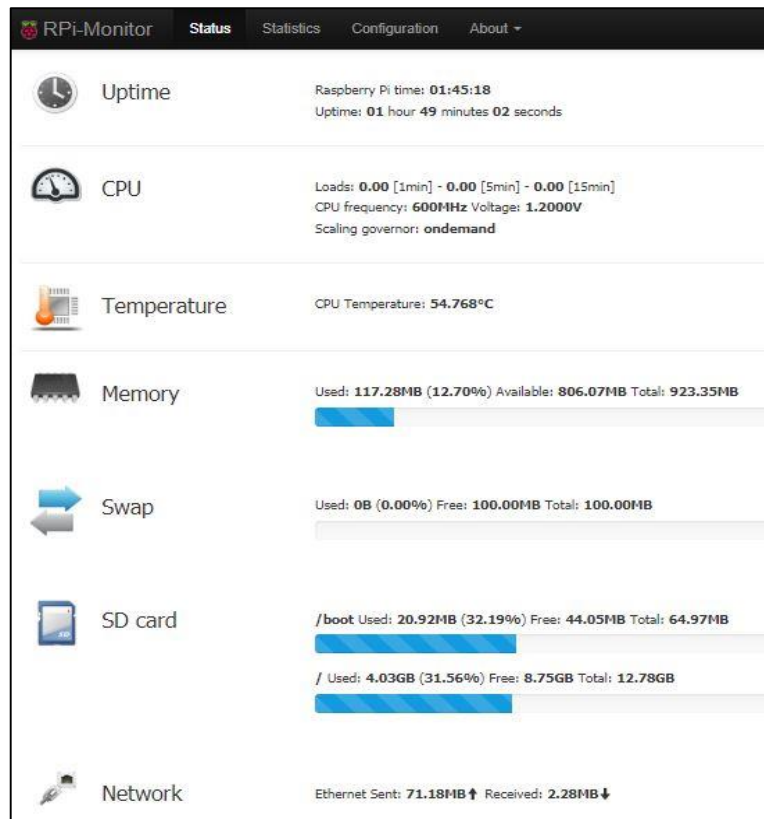 RPi-Monitor Status Statistics Configuration About
Uptime
Raspberry Pi time: 01:45:18
Uptime: 01 hour 49 minutes 02 seconds
CPU
Loads: 0.00 [1min] - 0.00 [5min] - 0.00 [15min]
CPU frequency: 600MHz Voltage: 1.2000V
Scaling governor: ondemand
Temperature
CPU Temperature: 54.768°C
Memory
Used: 117.28MB (12.70%) Available: 806.07MB Total: 923.35MB
Swap
Used: 0B (0.00%) Free: 100.00MB Total: 100.00MB
SD card
/boot Used: 20.92MB (32.19%) Free: 44.05MB Total: 64.97MB
/ Used: 4.03GB (31.56%) Free: 8.75GB Total: 12.78GB
Network
Ethernet Sent: 71.18MB⬆ Received: 2.28MB⬇